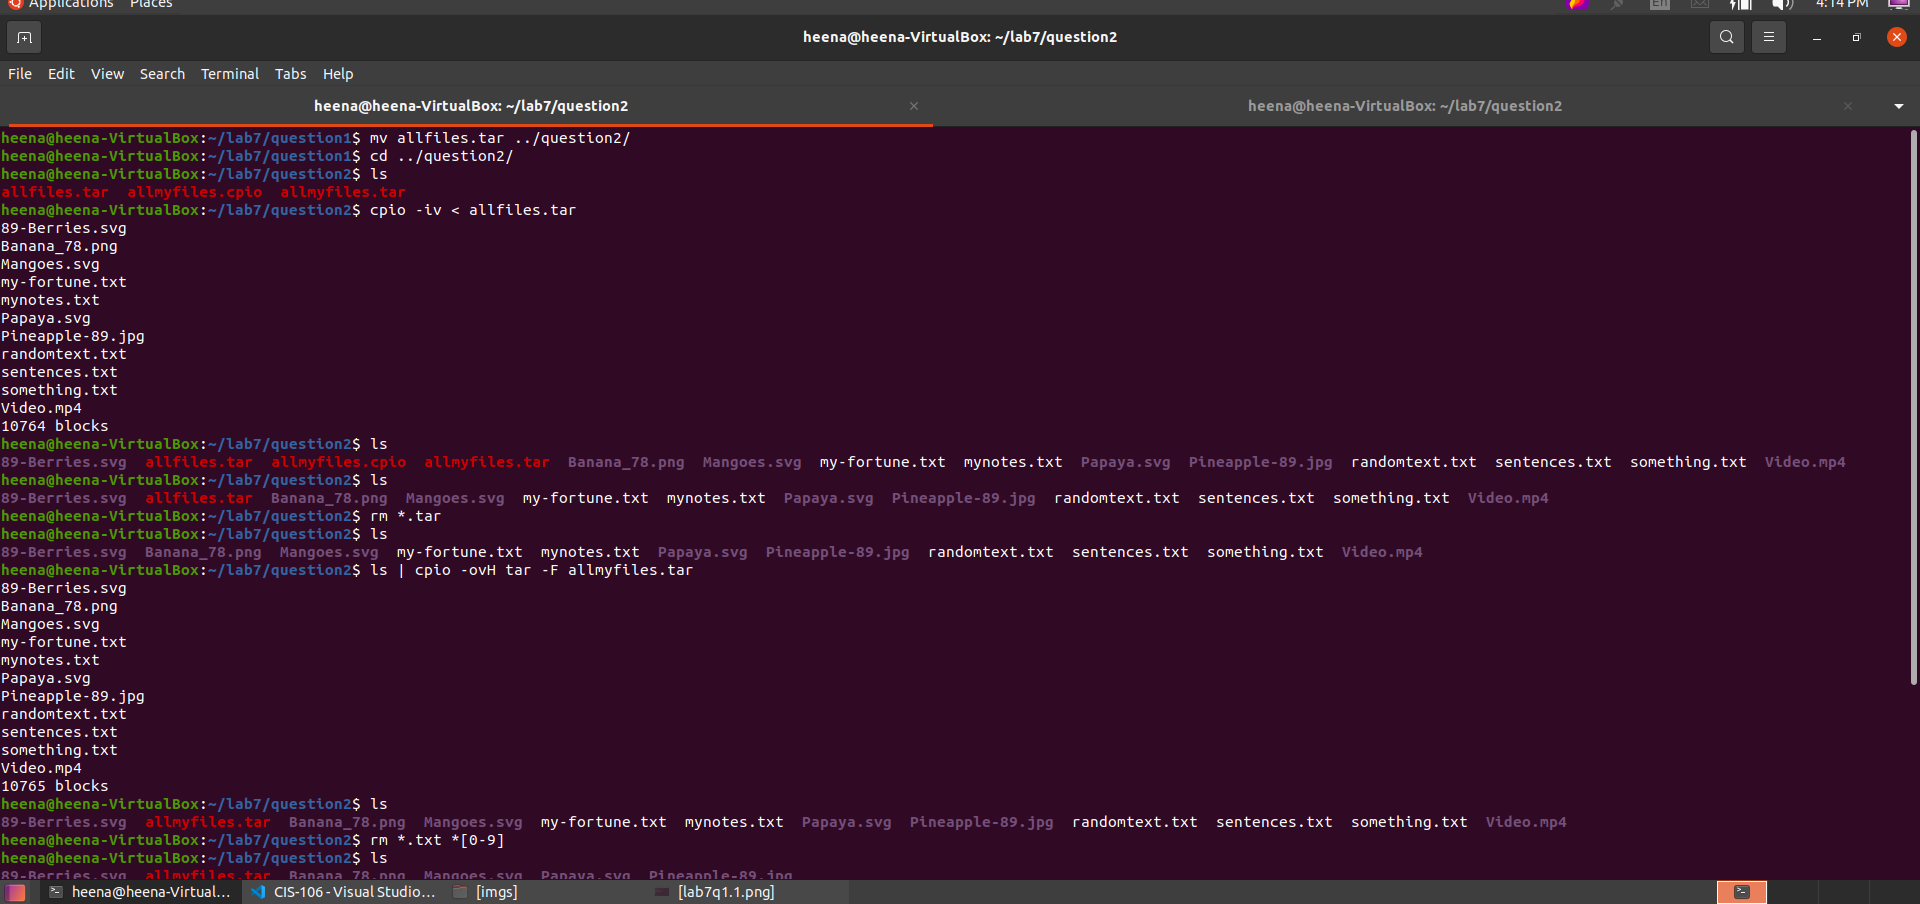 Applications Places En 4:14 PM
heena@heena-VirtualBox: ~/lab7/question2
File Edit View Search Terminal Tabs Help
heena@heena-VirtualBox: ~/lab7/question2 heena@heena-VirtualBox: ~/lab7/question2
heena@heena-VirtualBox:~/lab7/question1$ mv allfiles.tar ../question2/
heena@heena-VirtualBox:~/lab7/question1$ cd ../question2/
heena@heena-VirtualBox:~/lab7/question2$ ls
allfiles.tar allmyfiles.cpio allmyfiles.tar
heena@heena-VirtualBox:~/lab7/question2$ cpio -iv < allfiles.tar
89-Berries.svg
Banana_78.png
Mangoes.svg
my-fortune.txt
mynotes.txt
Papaya.svg
Pineapple-89.jpg
randomtext.txt
sentences.txt
something.txt
Video.mp4
10764 blocks
heena@heena-VirtualBox:~/lab7/question2$ ls
89-Berries.svg allfiles.tar allmyfiles.cpio allmyfiles.tar Banana_78.png Mangoes.svg my-fortune.txt mynotes.txt Papaya.svg Pineapple-89.jpg randomtext.txt sentences.txt something.txt Video.mp4
heena@heena-VirtualBox:~/lab7/question2$ ls
89-Berries.svg allfiles.tar Banana_78.png Mangoes.svg my-fortune.txt mynotes.txt Papaya.svg Pineapple-89.jpg randomtext.txt sentences.txt something.txt Video.mp4
heena@heena-VirtualBox:~/lab7/question2$ rm *.tar
heena@heena-VirtualBox:~/lab7/question2$ ls
89-Berries.svg Banana_78.png Mangoes.svg my-fortune.txt mynotes.txt Papaya.svg Pineapple-89.jpg randomtext.txt sentences.txt something.txt Video.mp4
heena@heena-VirtualBox:~/lab7/question2$ ls | cpio -ovH tar -F allmyfiles.tar
89-Berries.svg
Banana_78.png
Mangoes.svg
my-fortune.txt
mynotes.txt
Papaya.svg
Pineapple-89.jpg
randomtext.txt
sentences.txt
something.txt
Video.mp4
10765 blocks
heena@heena-VirtualBox:~/lab7/question2$ ls
89-Berries.svg allmyfiles.tar Banana_78.png Mangoes.svg my-fortune.txt mynotes.txt Papaya.svg Pineapple-89.jpg randomtext.txt sentences.txt something.txt Video.mp4
heena@heena-VirtualBox:~/lab7/question2$ rm *.txt *[0-9]
heena@heena-VirtualBox:~/lab7/question2$ ls
89-Berries.svg allmyfiles.tar Banana_78.png Mangoes.svg Papaya.svg Pineapple-89.jpg
heena@heena-Virtual... CIS-106 - Visual Studio... [imgs] [lab7q1.1.png]